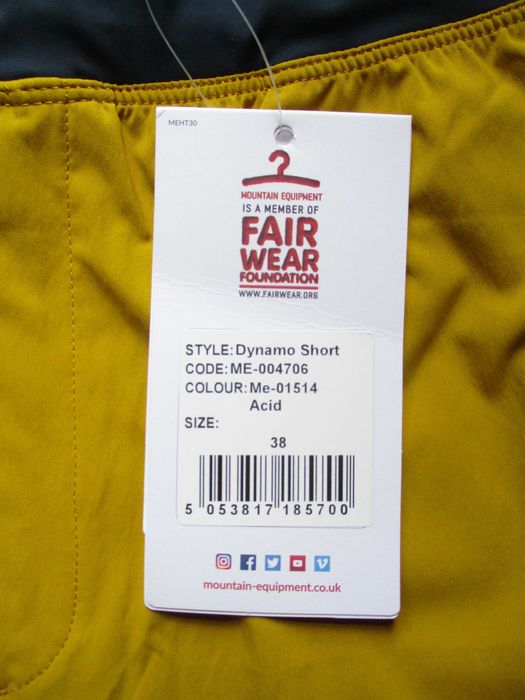 MEHT30
MOUNTAIN EQUIPMENT
IS A MEMBER OF
FAIR
WEAR
FOUNDATION
WWW.FAIRWEAR.ORG
STYLE:Dynamo Short
CODE:ME-004706
COLOUR:Me-01514
Acid
SIZE:
38
5 053817 185700
mountain-equipment.co.uk